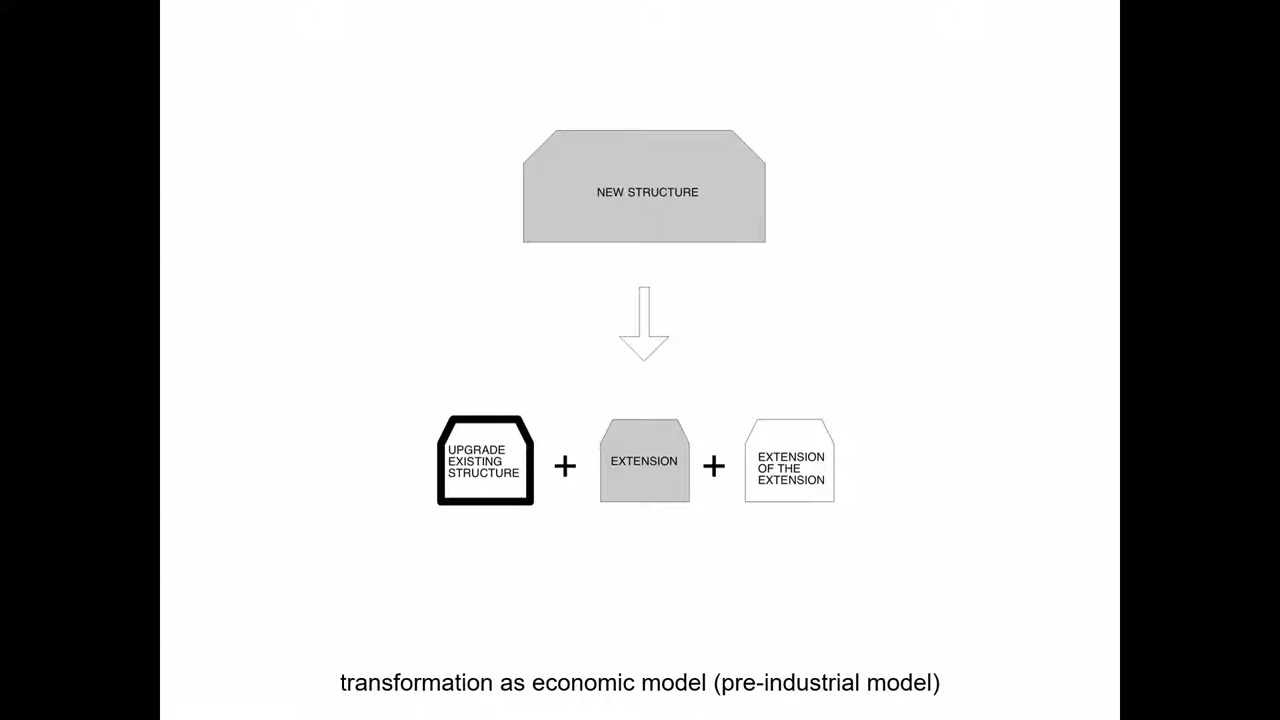 NEW STRUCTURE
UPGRADE
EXISTING
STRUCTURE
+
EXTENSION
+
EXTENSION
OF THE
EXTENSION
transformation as economic model (pre-industrial model)